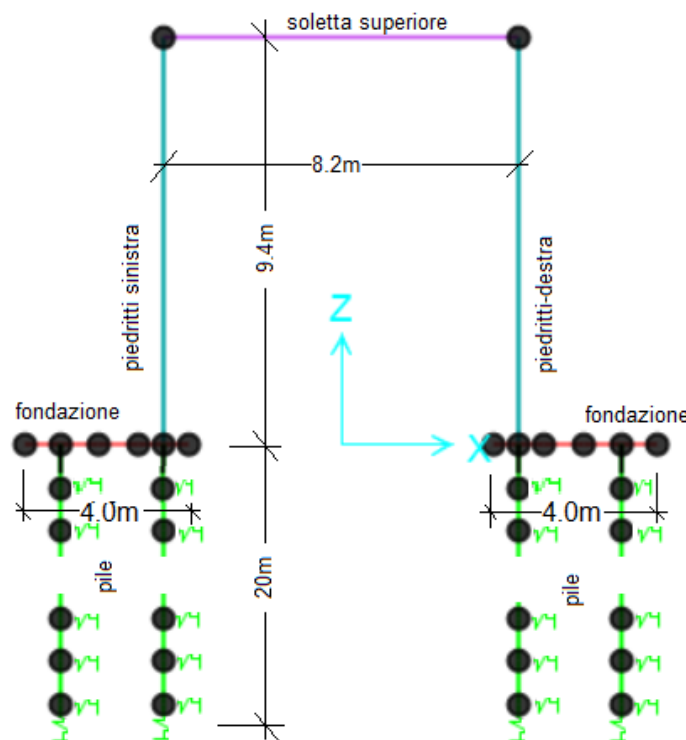 soletta superiore
8.2m
9.4m
piedritti sinistra
piedritti-destra
Z
X
fondazione
fondazione
4.0m
4.0m
pile
20m
pile